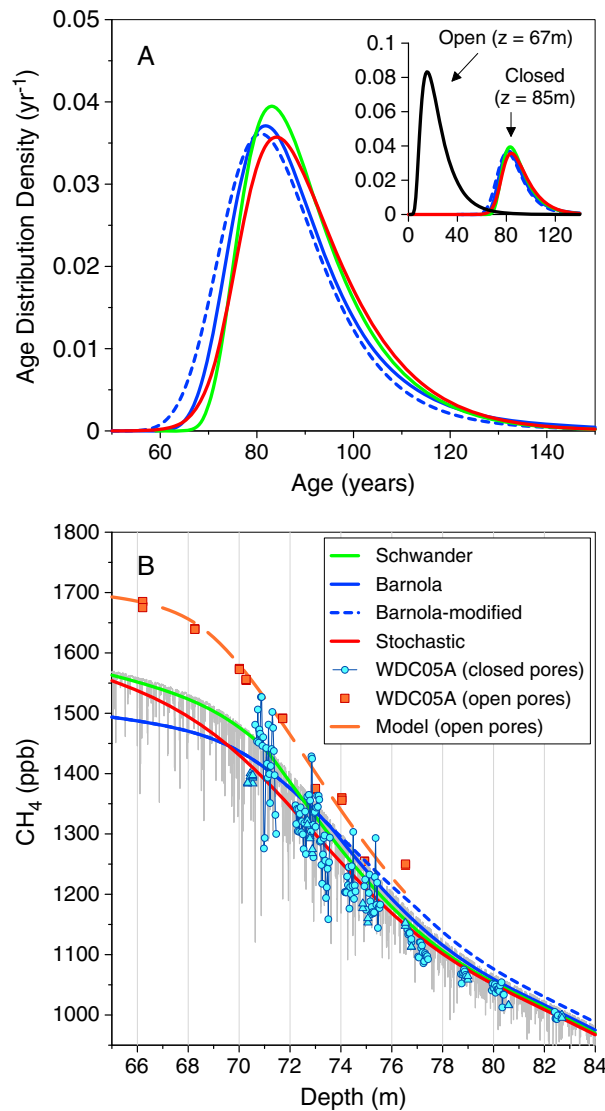 A
Age Distribution Density (yr-1)
0.05
0.04
0.03
0.02
0.01
0
60 80 100 120 140
Age (years)
Open (z = 67m)
Closed
(z = 85m)
0.1
0.08
0.06
0.04
0.02
0
0 40 80 120
B
CH4 (ppb)
1800
1700
1600
1500
1400
1300
1200
1100
1000
66 68 70 72 74 76 78 80 82 84
Depth (m)
Schwander
Barnola
Barnola-modified
Stochastic
WDC05A (closed pores)
WDC05A (open pores)
Model (open pores)